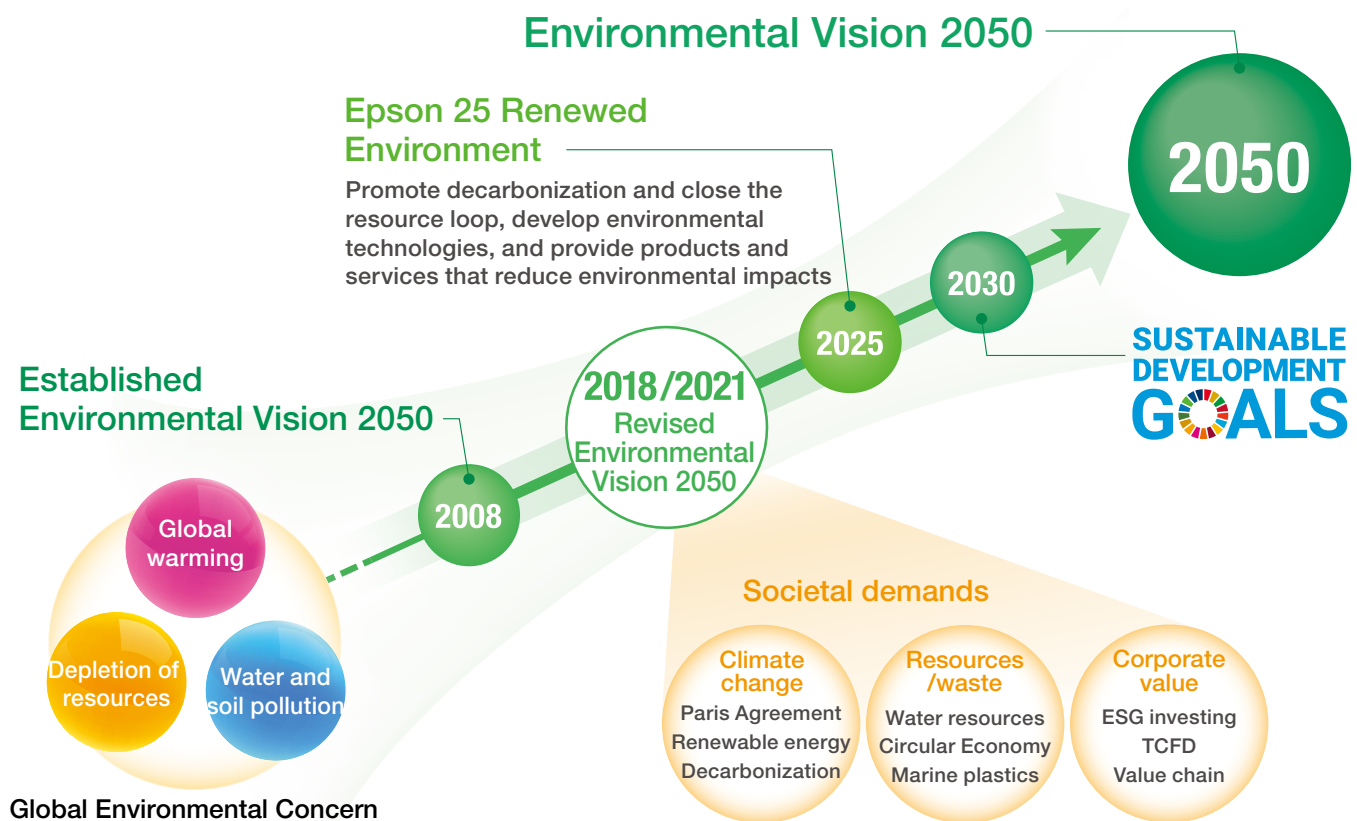 Environmental Vision 2050
2050
Epson 25 Renewed
Environment
Promote decarbonization and close the
resource loop, develop environmental
technologies, and provide products and
services that reduce environmental impacts
2030
2025
SUSTAINABLE
DEVELOPMENT
GOALS
Established
Environmental Vision 2050
2018/2021
Revised
Environmental
Vision 2050
2008
Global
warming
Depletion of
resources
Water and
soil pollution
Global Environmental Concern
Societal demands
Climate
change
Paris Agreement
Renewable energy
Decarbonization
Resources
/waste
Water resources
Circular Economy
Marine plastics
Corporate
value
ESG investing
TCFD
Value chain